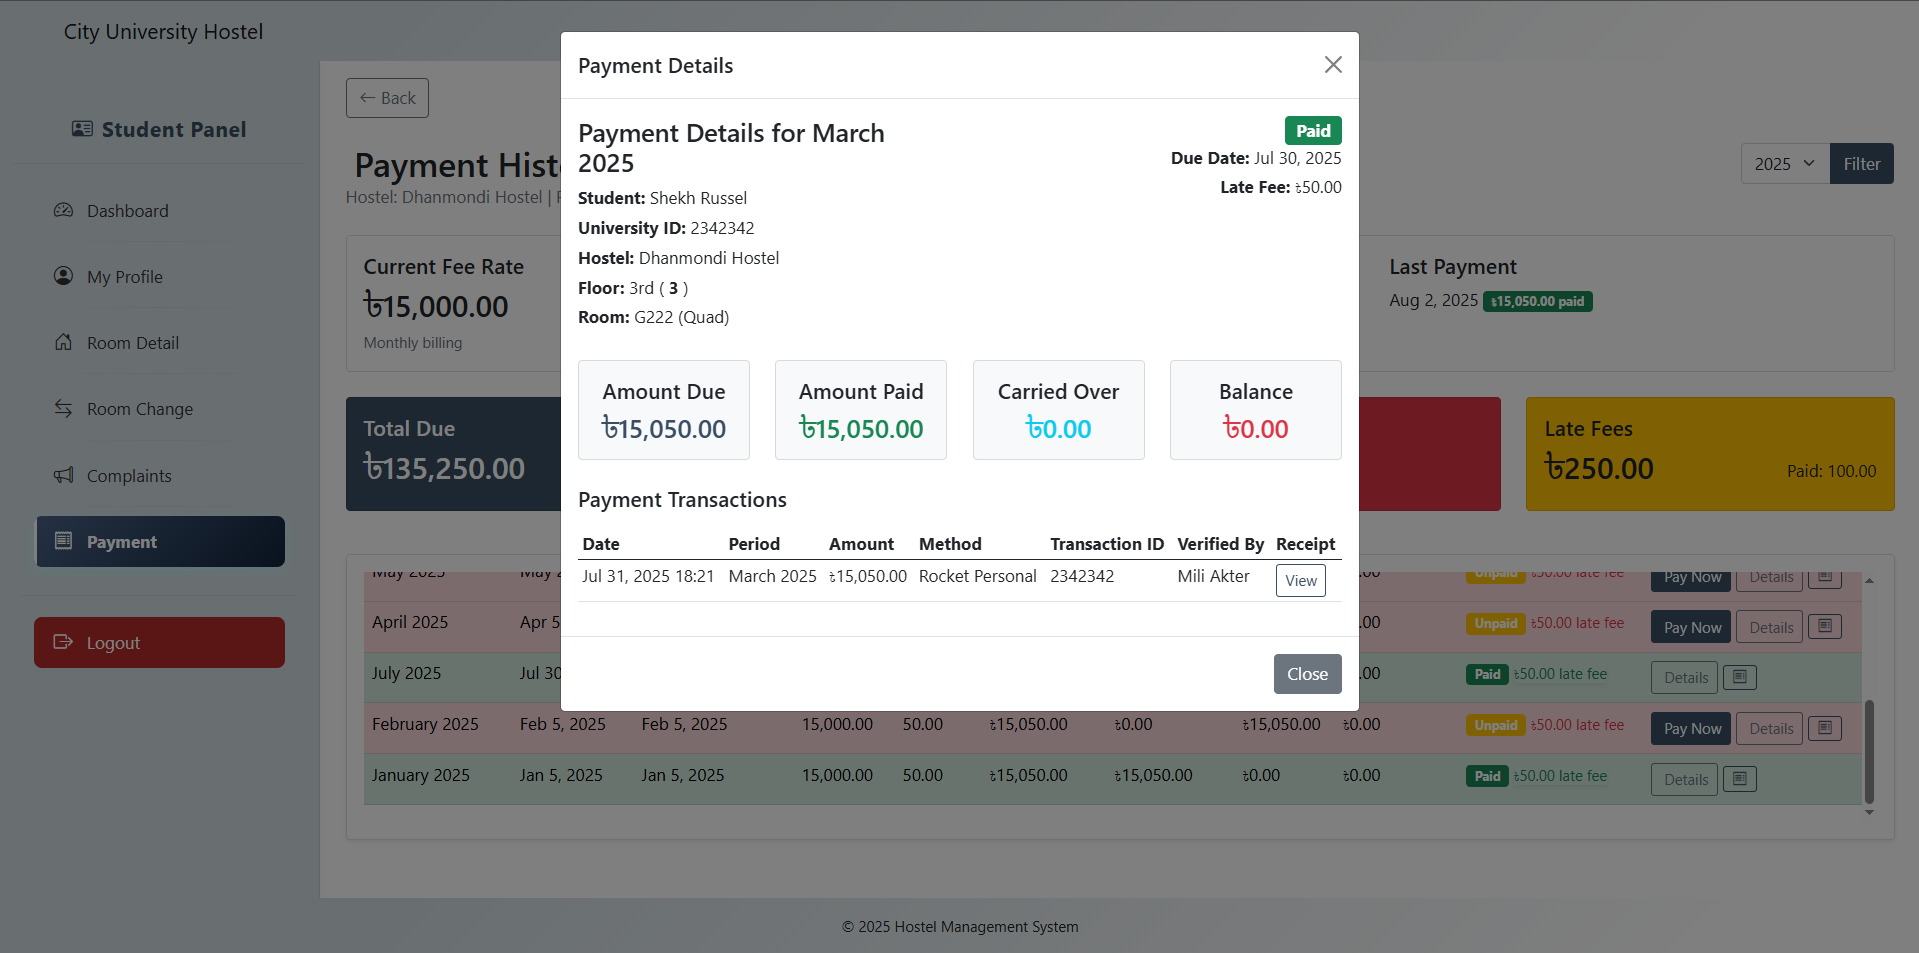 City University Hostel
Student Panel
Dashboard
My Profile
Room Detail
Room Change
Complaints
Payment
Logout
← Back
Payment Hist
Hostel: Dhanmondi Hostel |
2025
Filter
Current Fee Rate
৳15,000.00
Monthly billing
Last Payment
Aug 2, 2025 ৳15,050.00 paid
Total Due
৳135,250.00
Late Fees
৳250.00
Paid: 100.00
Payment Details
Payment Details for March
2025
Paid
Due Date: Jul 30, 2025
Late Fee: ৳50.00
Student: Shekh Russel
University ID: 2342342
Hostel: Dhanmondi Hostel
Floor: 3rd ( 3 )
Room: G222 (Quad)
Amount Due
৳15,050.00
Amount Paid
৳15,050.00
Carried Over
৳0.00
Balance
৳0.00
Payment Transactions
Date Period Amount Method Transaction ID Verified By Receipt
Jul 31, 2025 18:21 March 2025 ৳15,050.00 Rocket Personal 2342342 Mili Akter View
Close
May 2025 May .00 Unpaid ৳50.00 late fee Pay Now Details
April 2025 Apr 5 .00 Unpaid ৳50.00 late fee Pay Now Details
July 2025 Jul 30 .00 Paid ৳50.00 late fee Details
February 2025 Feb 5, 2025 Feb 5, 2025 15,000.00 50.00 ৳15,050.00 ৳0.00 ৳15,050.00 ৳0.00 Unpaid ৳50.00 late fee Pay Now Details
January 2025 Jan 5, 2025 Jan 5, 2025 15,000.00 50.00 ৳15,050.00 ৳15,050.00 ৳0.00 ৳0.00 Paid ৳50.00 late fee Details
© 2025 Hostel Management System